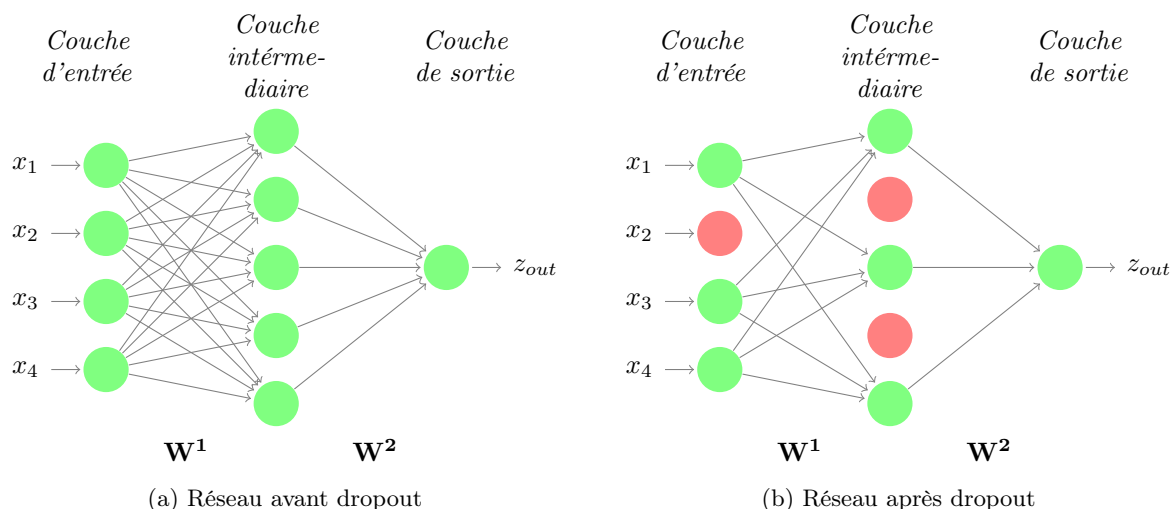 Couche
d'entrée
Couche
intérme-
diaire
Couche
de sortie
x1
x2
x3
x4
zout
W1
W2
(a) Réseau avant dropout
Couche
d'entrée
Couche
intérme-
diaire
Couche
de sortie
x1
x2
x3
x4
zout
W1
W2
(b) Réseau après dropout